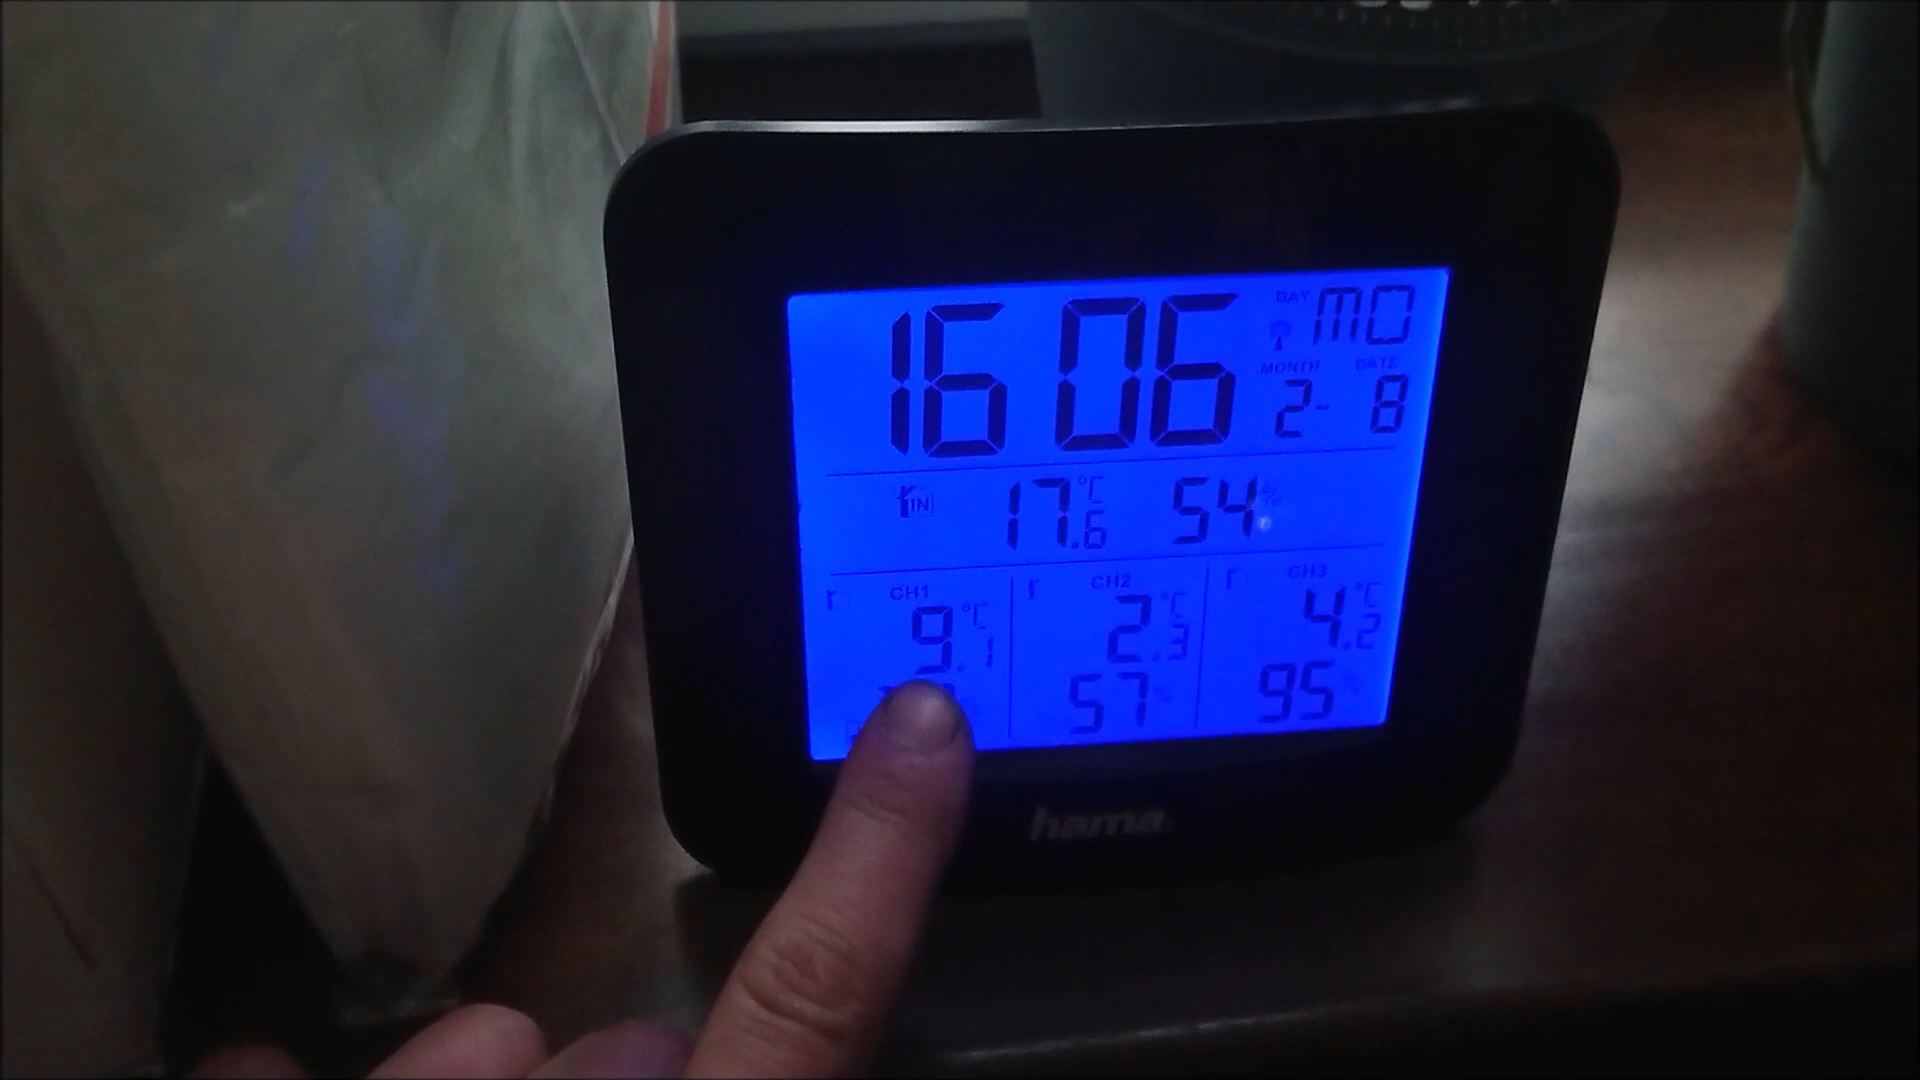 16 06 DAY MO
MONTH DATE
2- 8
IN 17.6 °C 54 %
CH1 CH2 CH3
9.1 °C 2.3 °C 4.2 °C
57 % 95 %
hama.